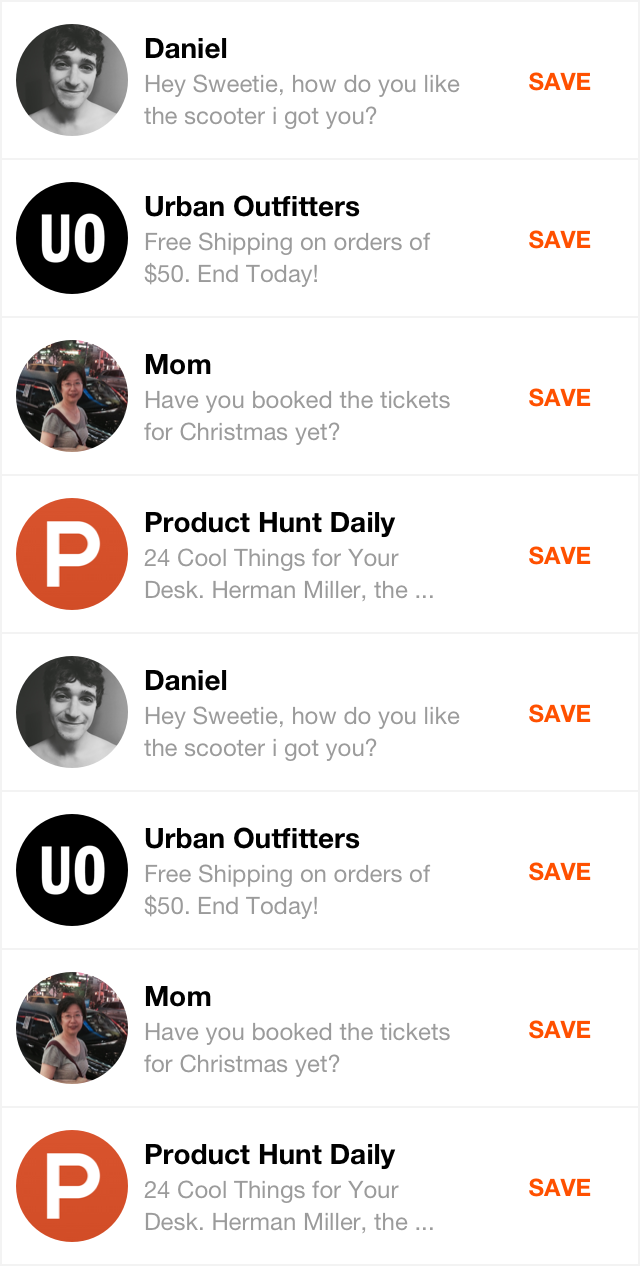 Daniel
Hey Sweetie, how do you like
the scooter i got you?
SAVE
UO
Urban Outfitters
Free Shipping on orders of
$50. End Today!
SAVE
Mom
Have you booked the tickets
for Christmas yet?
SAVE
P
Product Hunt Daily
24 Cool Things for Your
Desk. Herman Miller, the ...
SAVE
Daniel
Hey Sweetie, how do you like
the scooter i got you?
SAVE
UO
Urban Outfitters
Free Shipping on orders of
$50. End Today!
SAVE
Mom
Have you booked the tickets
for Christmas yet?
SAVE
P
Product Hunt Daily
24 Cool Things for Your
Desk. Herman Miller, the ...
SAVE